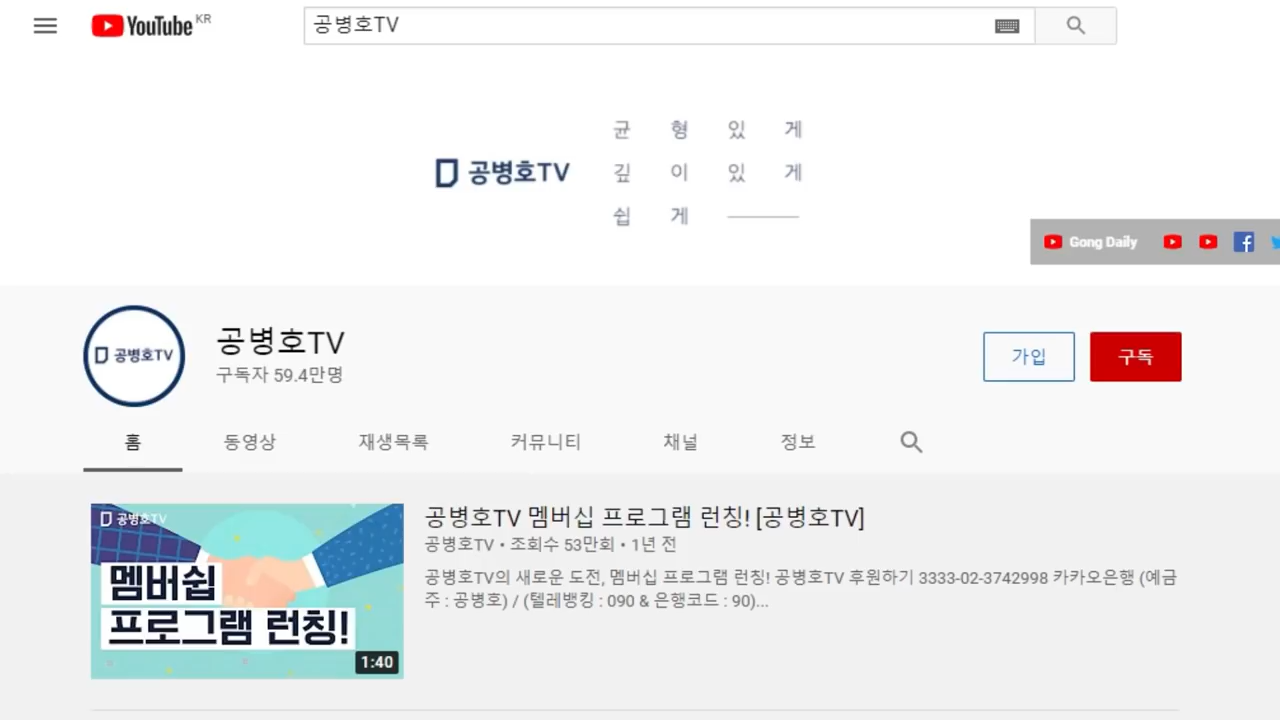 YouTube KR
공병호TV
공병호TV
균 형 있 게
깊 이 있 게
쉽 게
Gong Daily
공병호TV
공병호TV
구독자 59.4만명
가입
구독
홈
동영상
재생목록
커뮤니티
채널
정보
공병호TV
멤버쉽
프로그램 런칭!
1:40
공병호TV 멤버십 프로그램 런칭! [공병호TV]
공병호TV • 조회수 53만회 • 1년 전
공병호TV의 새로운 도전, 멤버십 프로그램 런칭! 공병호TV 후원하기 3333-02-3742998 카카오은행 (예금
주 : 공병호) / (텔레뱅킹 : 090 & 은행코드 : 90)...